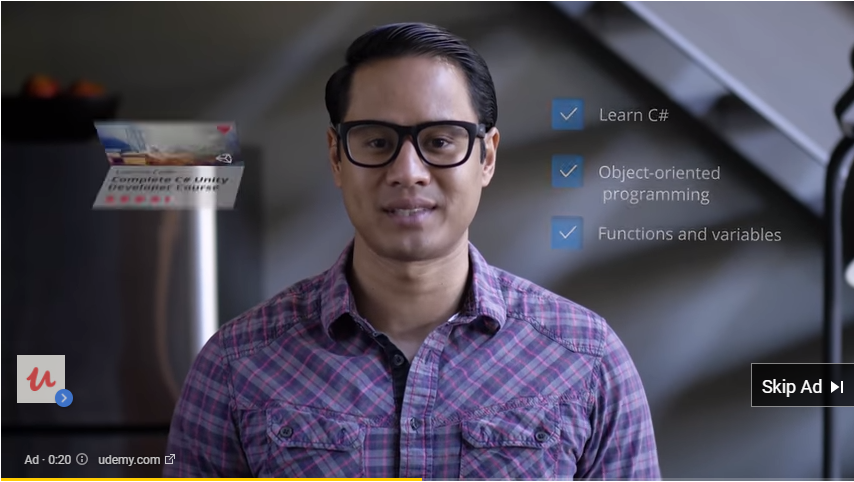 Learn C#
Object-oriented
programming
Complete C# Unity
Developer Course
Functions and variables
u
Skip Ad
Ad · 0:20
udemy.com